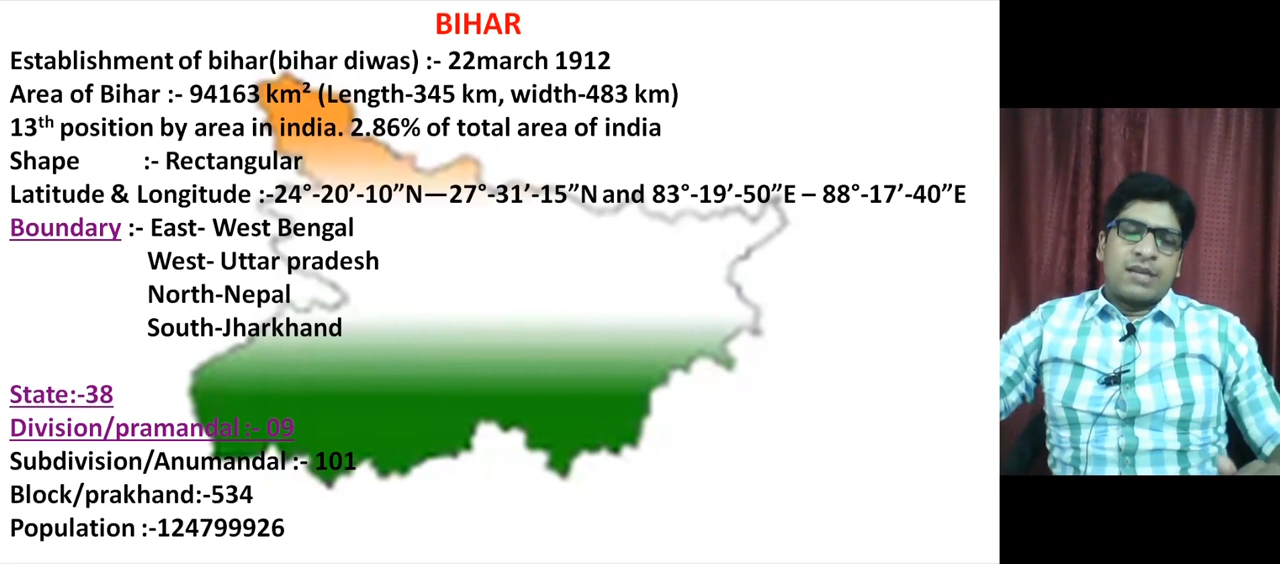 BIHAR
Establishment of bihar(bihar diwas) :- 22march 1912
Area of Bihar :- 94163 km² (Length-345 km, width-483 km)
13th position by area in india. 2.86% of total area of india
Shape :- Rectangular
Latitude & Longitude :-24°-20’-10”N—27°-31’-15”N and 83°-19’-50”E – 88°-17’-40”E
Boundary :- East- West Bengal
West- Uttar pradesh
North-Nepal
South-Jharkhand
State:-38
Division/pramandal :- 09
Subdivision/Anumandal :- 101
Block/prakhand:-534
Population :-124799926